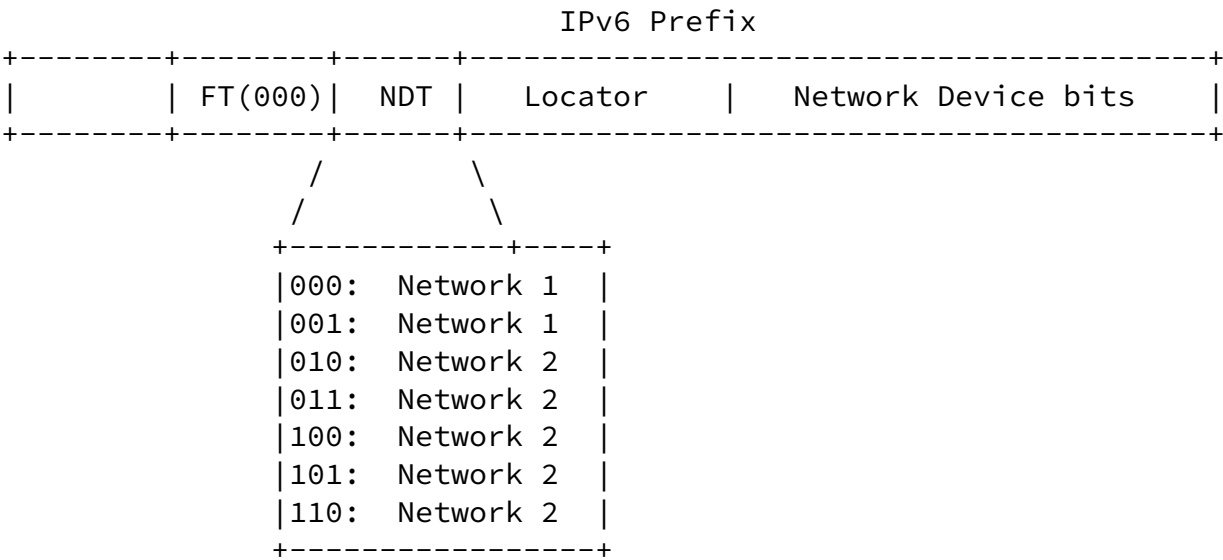 IPv6 Prefix
+--------+--------+------+-----------------------------------------+
|        | FT(000)|  NDT |   Locator    |   Network Device bits    |
+--------+--------+------+-----------------------------------------+
/        \
/          \
+------------+----+
|000:  Network 1  |
|001:  Network 1  |
|010:  Network 2  |
|011:  Network 2  |
|100:  Network 2  |
|101:  Network 2  |
|110:  Network 2  |
+-----------------+